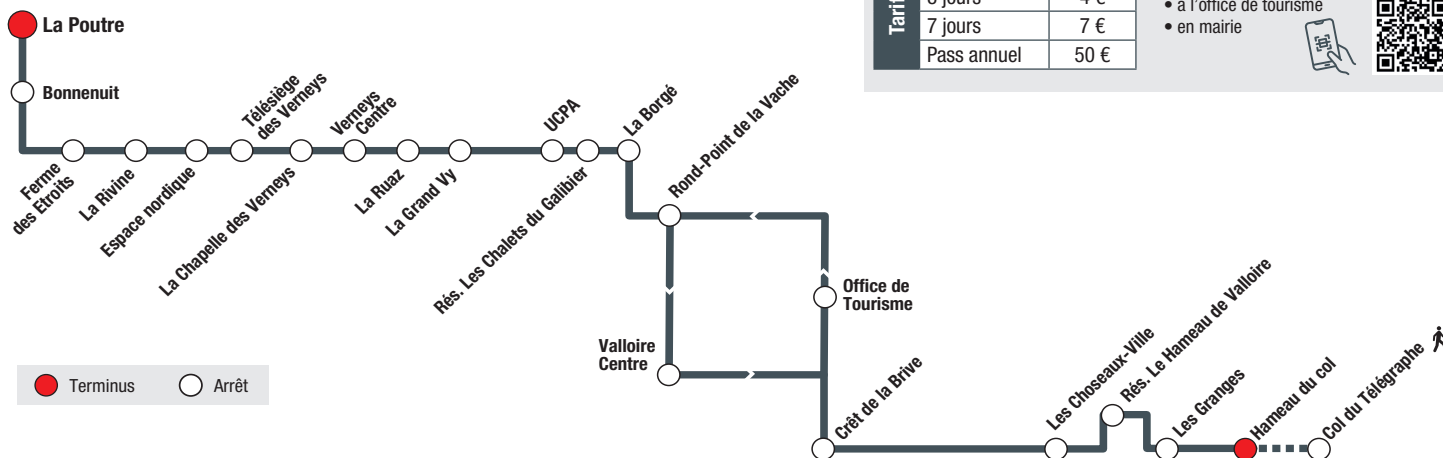 La Poutre
Bonnenuit
Ferme
des Etroits
La Rivine
Espace nordique
Télésiège
des Verneys
La Chapelle des Verneys
Verneys
Centre
La Ruaz
La Grand Vy
UCPA
Rés. Les Chalets du Galibier
La Borgé
Rond-Point de la Vache
Office de
Tourisme
Valloire
Centre
Crêt de la Brive
Les Choseaux-Ville
Rés. Le Hameau de Valloire
Les Granges
Hameau du col
Col du Télégraphe
Terminus
Arrêt
Tarif
jours 4 €
7 jours 7 €
Pass annuel 50 €
• à l'office de tourisme
• en mairie